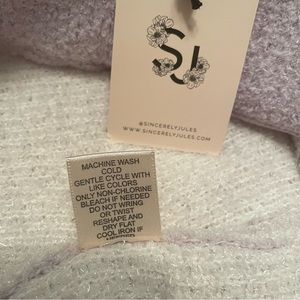 SJ
@SINCERELYJULES
WWW.SINCERELYJULES.COM
MACHINE WASH
COLD
GENTLE CYCLE WITH
LIKE COLORS
ONLY NON-CHLORINE
BLEACH IF NEEDED
DO NOT WRING
OR TWIST
RESHAPE AND
DRY FLAT
COOL IRON IF